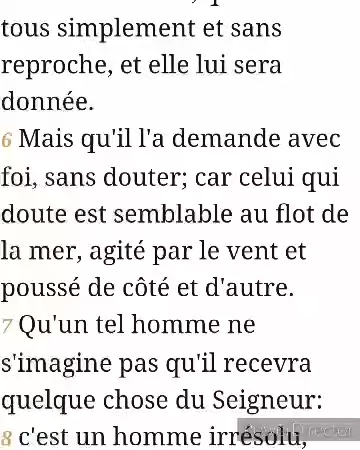 tous simplement et sans
reproche, et elle lui sera
donnée.
6 Mais qu'il l'a demande avec
foi, sans douter; car celui qui
doute est semblable au flot de
la mer, agité par le vent et
poussé de côté et d'autre.
7 Qu'un tel homme ne
s'imagine pas qu'il recevra
quelque chose du Seigneur:
8 c'est un homme irrésolu,